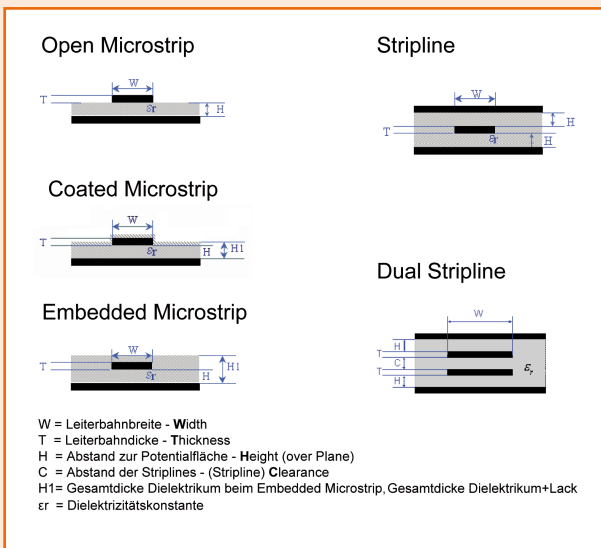 Open Microstrip
W
T
εr
H
Coated Microstrip
W
T
εr
H
H1
Embedded Microstrip
W
T
εr
H
H1
Stripline
W
T
εr
H
H
Dual Stripline
W
H
T
C
T
H
εr
W = Leiterbahnbreite - Width
T = Leiterbahndicke - Thickness
H = Abstand zur Potentialfläche - Height (over Plane)
C = Abstand der Striplines - (Stripline) Clearance
H1= Gesamtdicke Dielektrikum beim Embedded Microstrip, Gesamtdicke Dielektrikum+Lack
εr = Dielektrizitätskonstante